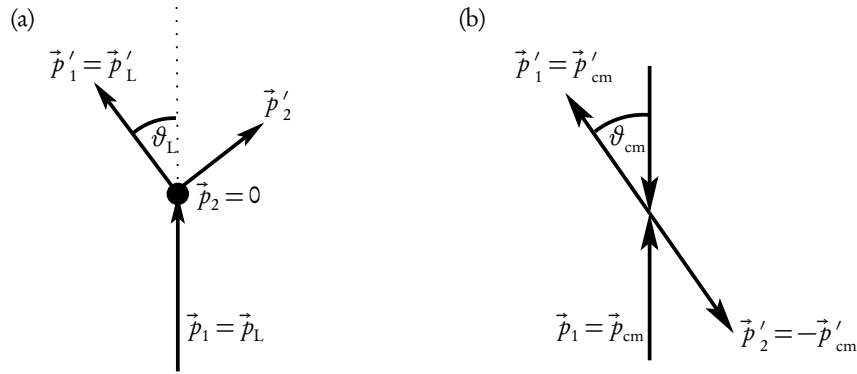 (a)
p⃗′₁ = p⃗′_L
p⃗′₂
ϑ_L
p⃗₂ = 0
p⃗₁ = p⃗_L
(b)
p⃗′₁ = p⃗′_cm
ϑ_cm
p⃗₁ = p⃗_cm
p⃗′₂ = −p⃗′_cm